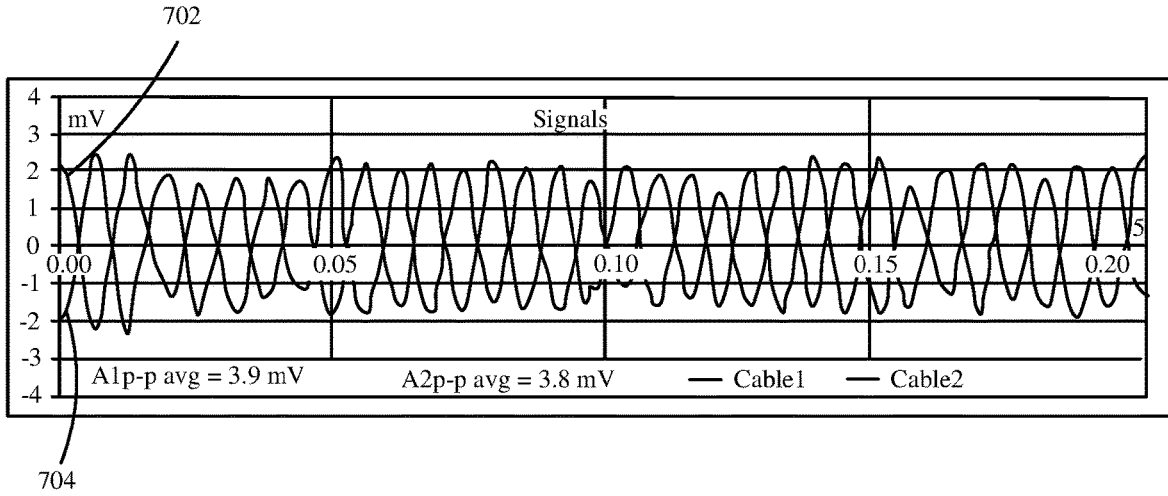 702
4
mV
Signals
3
2
1
5
0
0.00
0.05
0.10
0.15
0.20
-1
-2
-3
A1p-p avg = 3.9 mV
A2p-p avg = 3.8 mV
Cable1
Cable2
-4
704